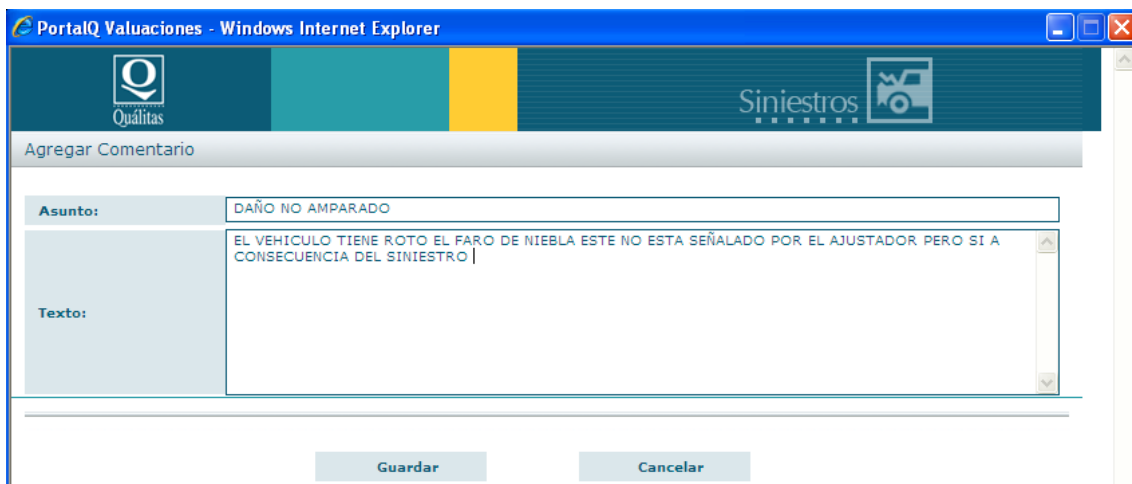 PortalQ Valuaciones - Windows Internet Explorer
Q
Quálitas
Siniestros
Agregar Comentario
Asunto:
DAÑO NO AMPARADO
Texto:
EL VEHICULO TIENE ROTO EL FARO DE NIEBLA ESTE NO ESTA SEÑALADO POR EL AJUSTADOR PERO SI A
CONSECUENCIA DEL SINIESTRO
Guardar
Cancelar